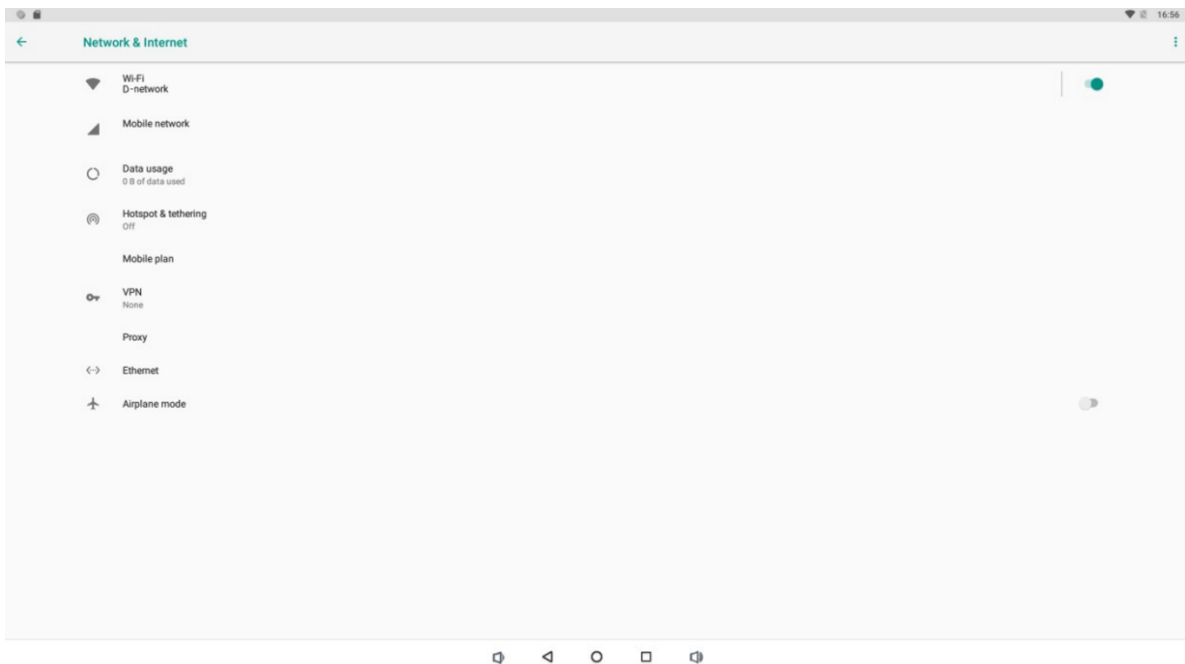 16:56
Network & Internet
Wi-Fi
D-network
Mobile network
Data usage
0 B of data used
Hotspot & tethering
Off
Mobile plan
VPN
None
Proxy
Ethernet
Airplane mode